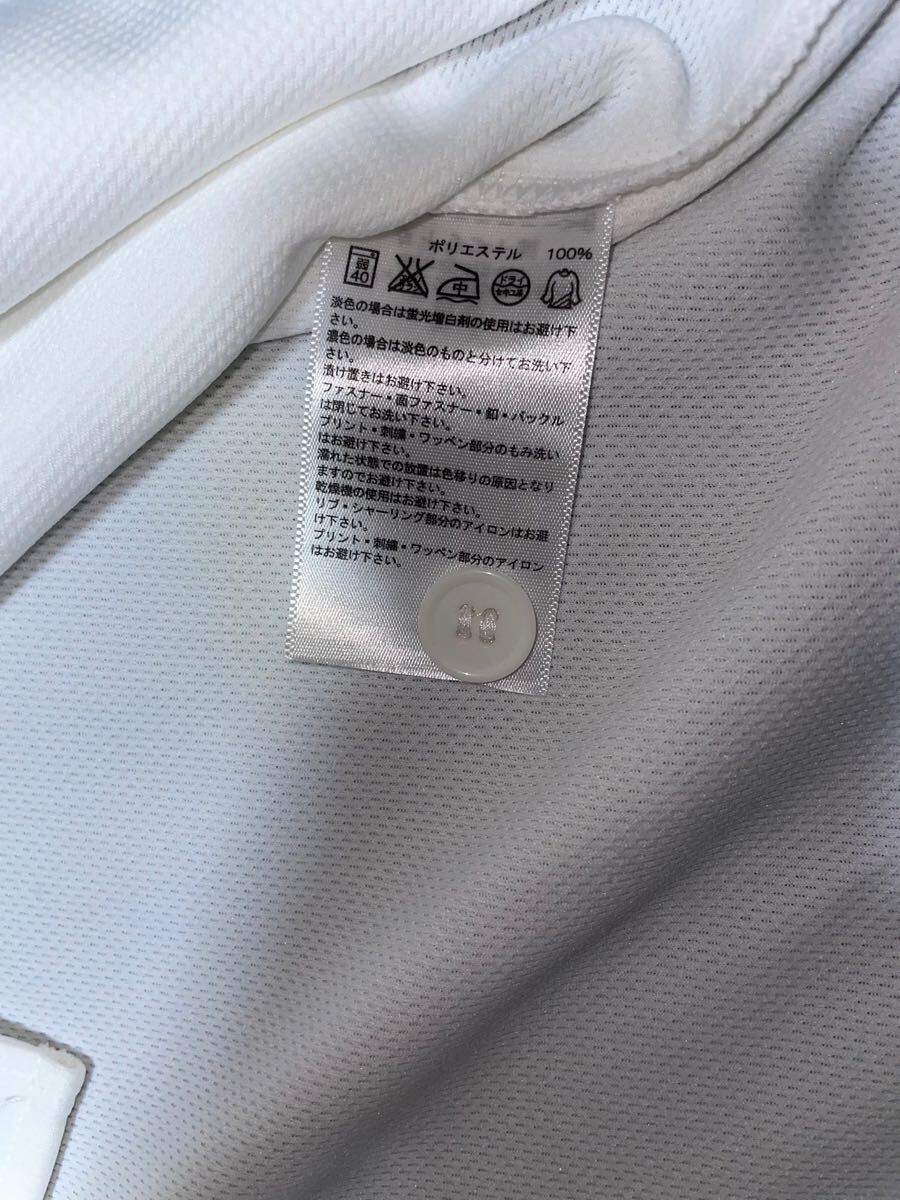 ポリエステル 100%
弱
40
中
ドライ
淡色の場合は蛍光増白剤の使用はお避け下
さい。
濃色の場合は淡色のものと分けてお洗い下
さい。
漬け置きはお避け下さい。
ファスナー・面ファスナー・釦・バックル
は閉じてお洗い下さい。
プリント・刺繍・ワッペン部分のもみ洗い
はお避け下さい。
濡れた状態での放置は色移りの原因となり
ますのでお避け下さい。
乾燥機の使用はお避け下さい。
リブ・シャーリング部分のアイロンはお避
け下さい。
プリント・刺繍・ワッペン部分のアイロン
はお避け下さい。